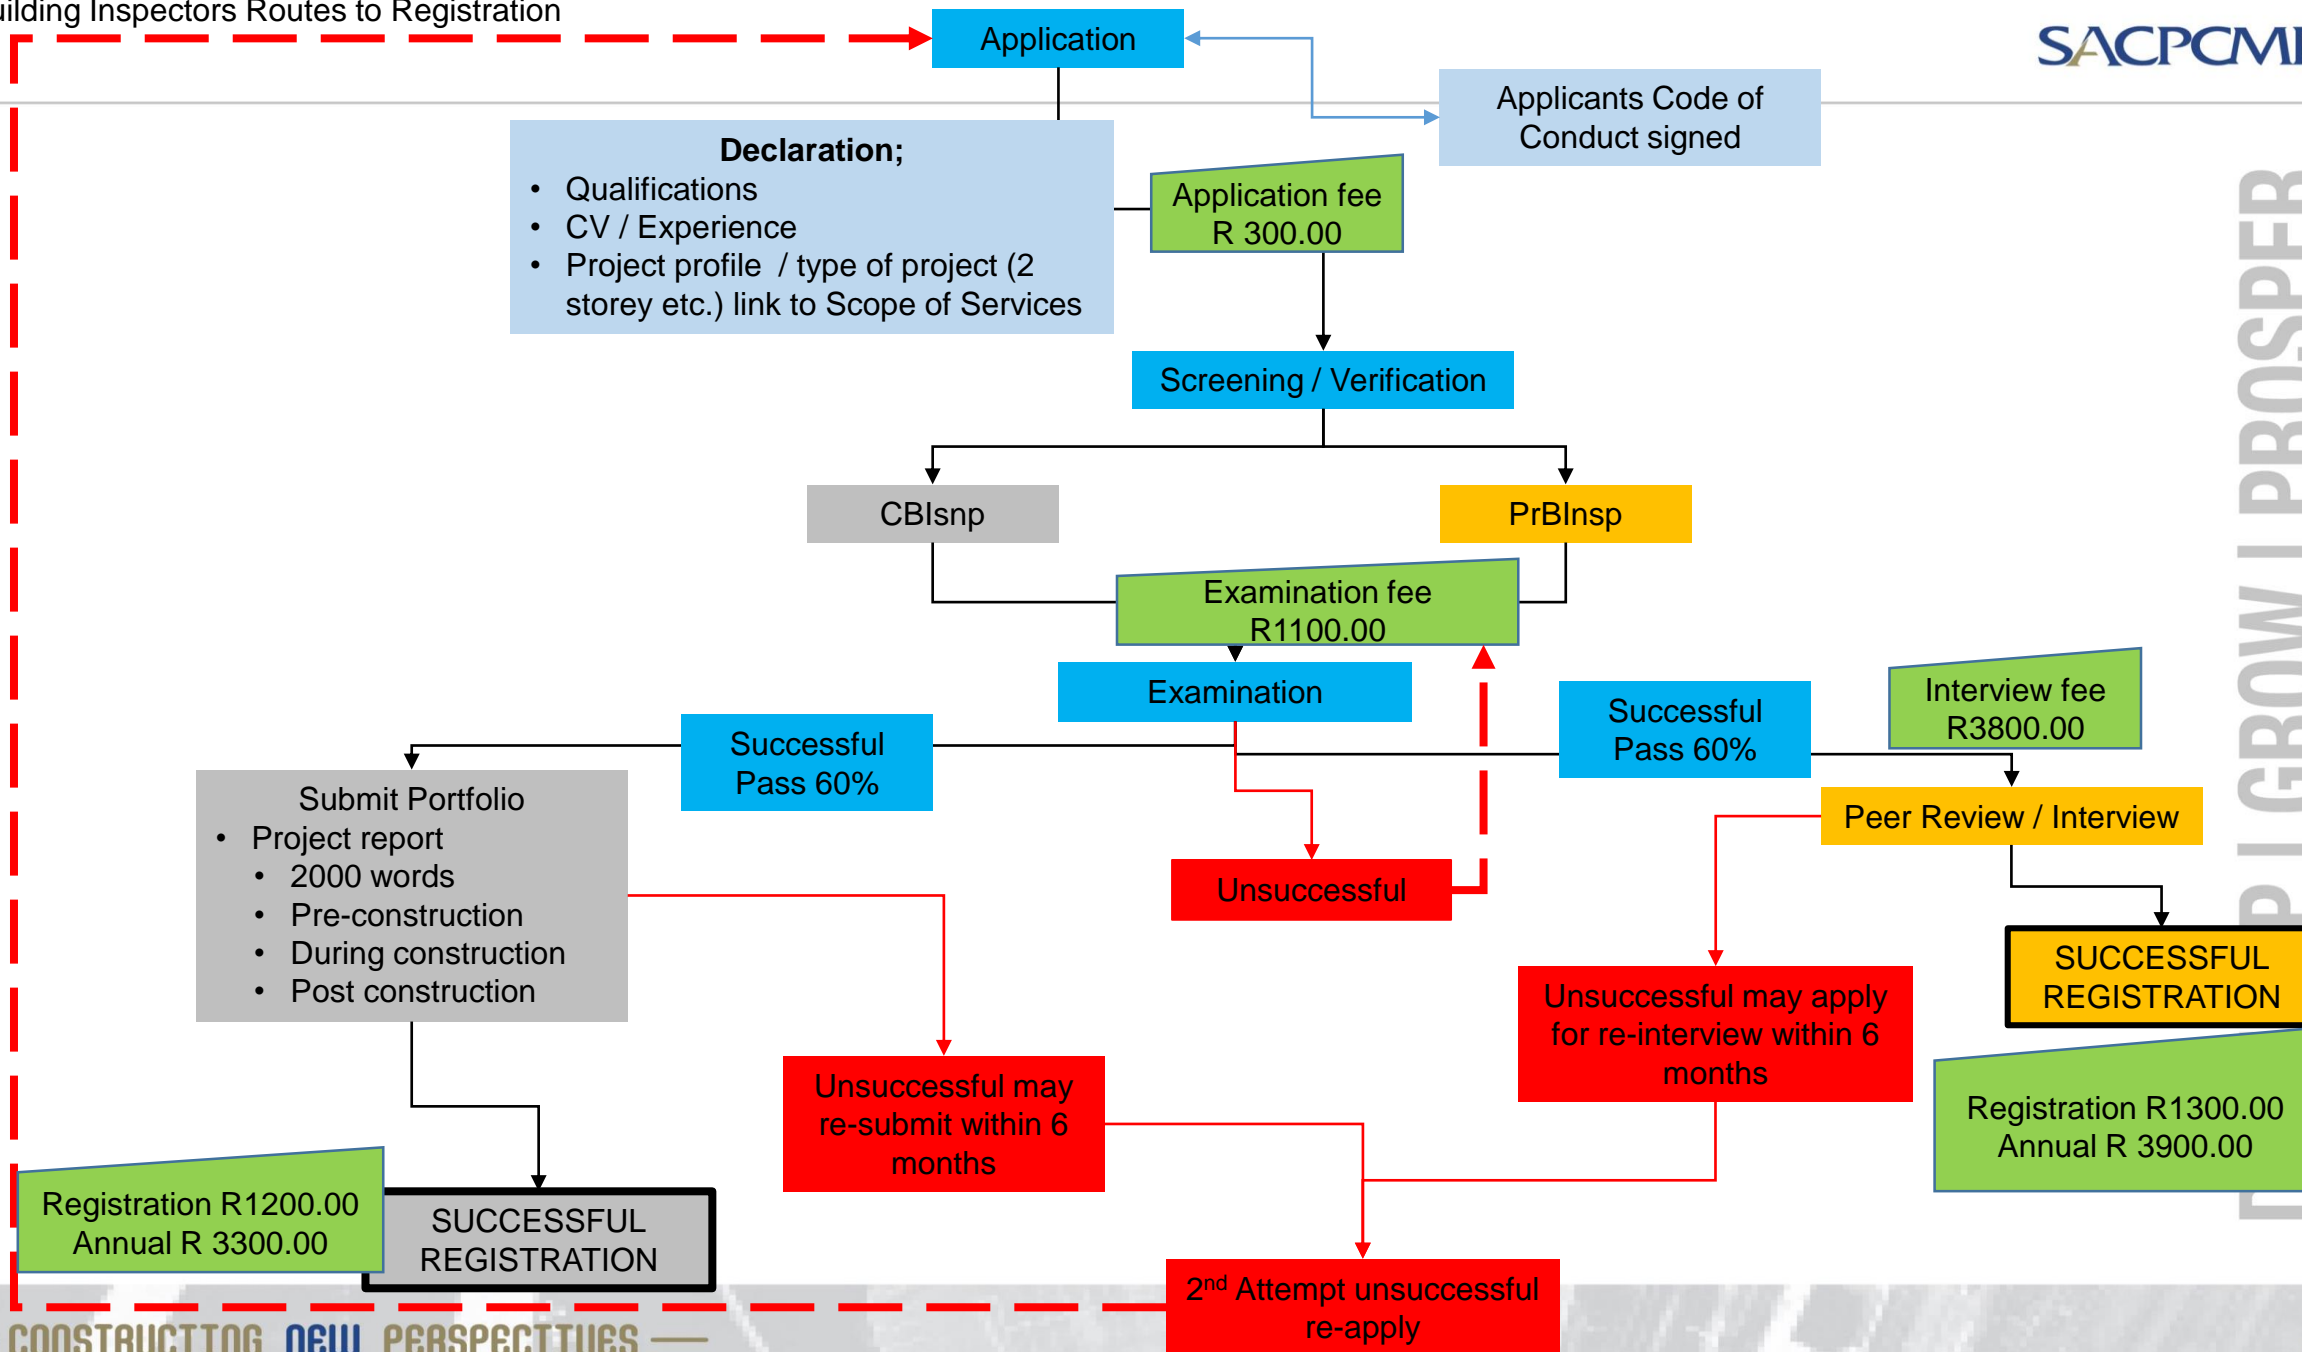 uilding Inspectors Routes to Registration
Application
SACPCM
Applicants Code of
Conduct signed
Declaration;
• Qualifications
• CV / Experience
• Project profile / type of project (2
storey etc.) link to Scope of Services
Application fee
R 300.00
Screening / Verification
CBIsnp
PrBInsp
Examination fee
R1100.00
Examination
Successful
Pass 60%
Successful
Pass 60%
Interview fee
R3800.00
Submit Portfolio
• Project report
• 2000 words
• Pre-construction
• During construction
• Post construction
Unsuccessful
Peer Review / Interview
SUCCESSFUL
REGISTRATION
Unsuccessful may apply
for re-interview within 6
months
Unsuccessful may
re-submit within 6
months
Registration R1300.00
Annual R 3900.00
Registration R1200.00
Annual R 3300.00
SUCCESSFUL
REGISTRATION
2nd Attempt unsuccessful
re-apply
CONSTRUCTING NEW PERSPECTIVES
P I GROW I PROSPER